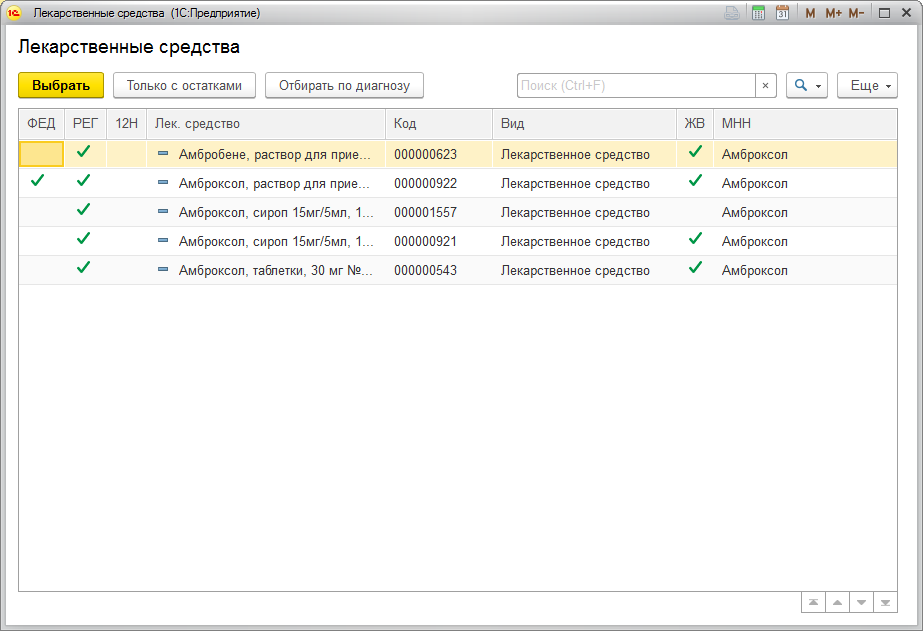 Лекарственные средства (1С:Предприятие)
31 M M+ M-
Лекарственные средства
Выбрать Только с остатками Отбирать по диагнозу Поиск (Ctrl+F) × Еще
ФЕД РЕГ 12Н Лек. средство Код Вид ЖВ МНН
Амбробене, раствор для прие... 000000623 Лекарственное средство Амброксол
Амброксол, раствор для прие... 000000922 Лекарственное средство Амброксол
Амброксол, сироп 15мг/5мл, 1... 000001557 Лекарственное средство Амброксол
Амброксол, сироп 15мг/5мл, 1... 000000921 Лекарственное средство Амброксол
Амброксол, таблетки, 30 мг №... 000000543 Лекарственное средство Амброксол